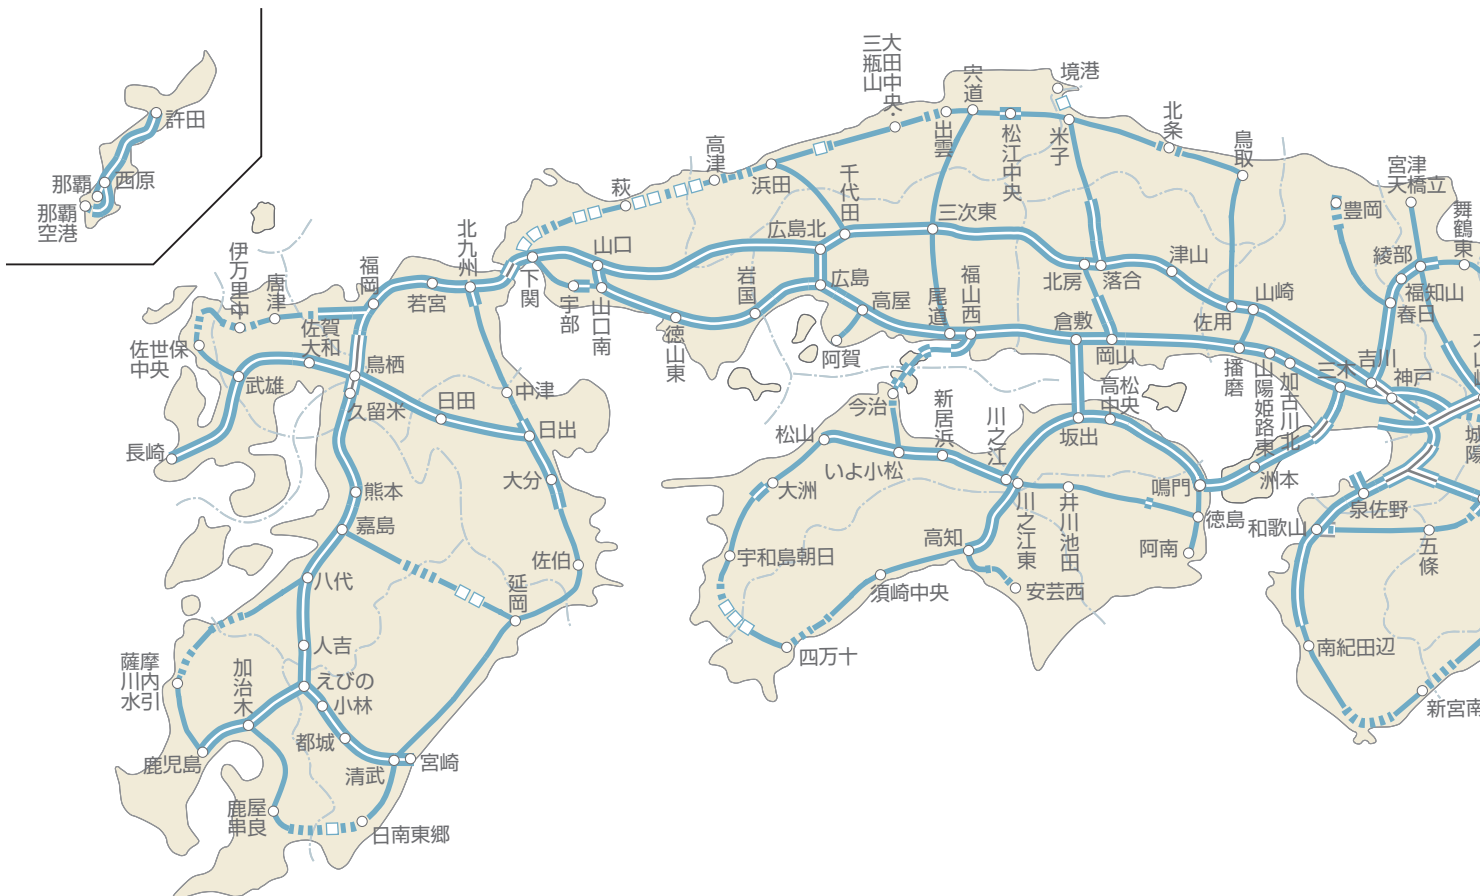 許田
那覇
西原
那覇
空港
伊万里中
唐津
福岡
北九州
若宮
佐賀
大和
佐世保
中央
武雄
鳥栖
久留米
長崎
日田
中津
日出
大分
熊本
嘉島
八代
佐伯
延岡
人吉
えびの
小林
加治木
薩摩
川内
水引
都城
鹿児島
清武
宮崎
鹿屋
串良
日南東郷
下関
宇部
山口
山口南
徳山東
岩国
萩
高津
浜田
三瓶山
大田中央・
出雲
宍道
松江中央
境港
米子
北条
鳥取
千代田
広島北
広島
三次東
高屋
阿賀
尾道
福山西
倉敷
岡山
北房
落合
津山
佐用
山崎
播磨
山陽姫路東
加古川北
三木
吉川
神戸
豊岡
宮津
天橋立
舞鶴東
綾部
福知山
春日
城陽
今治
松山
いよ小松
新居浜
川之江
川之江東
高松
中央
坂出
井川池田
鳴門
徳島
阿南
洲本
大洲
宇和島朝日
四万十
須崎中央
高知
安芸西
泉佐野
和歌山
五條
南紀田辺
新宮南